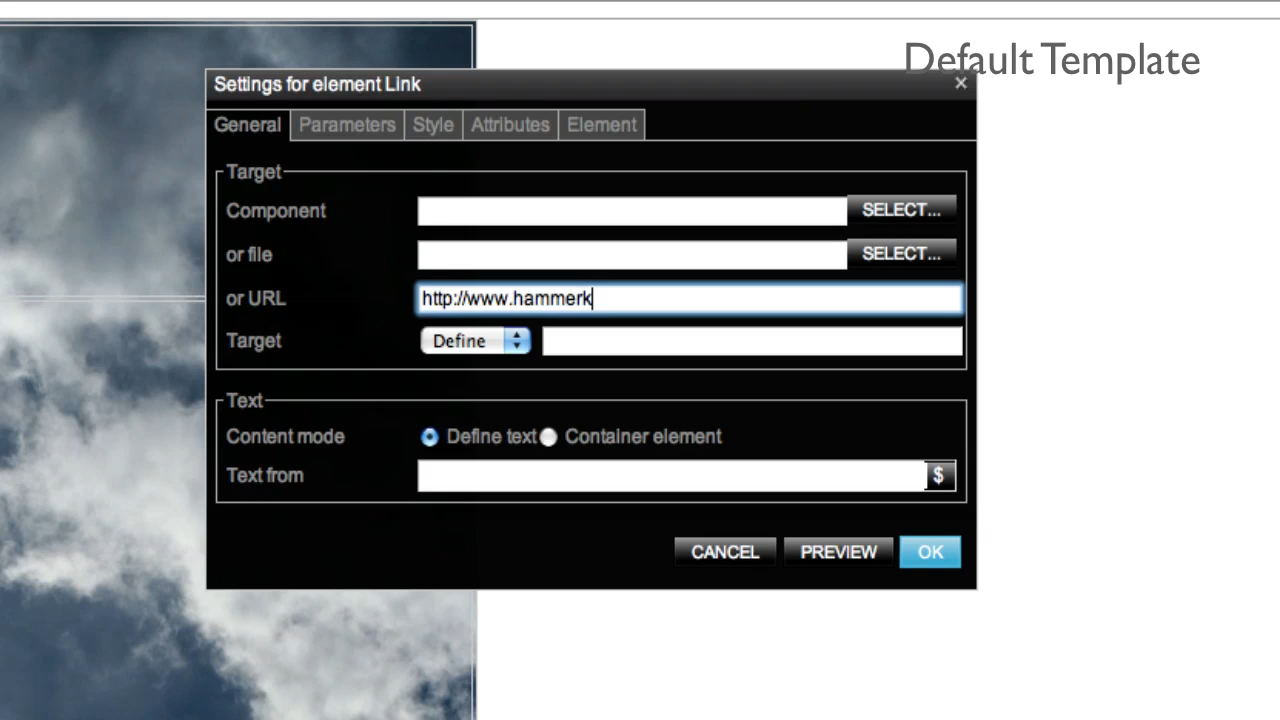 Default Template
Settings for element Link ×
General Parameters Style Attributes Element
Target
Component SELECT...
or file SELECT...
or URL http://www.hammerk
Target Define
Text
Content mode Define text Container element
Text from $
CANCEL PREVIEW OK